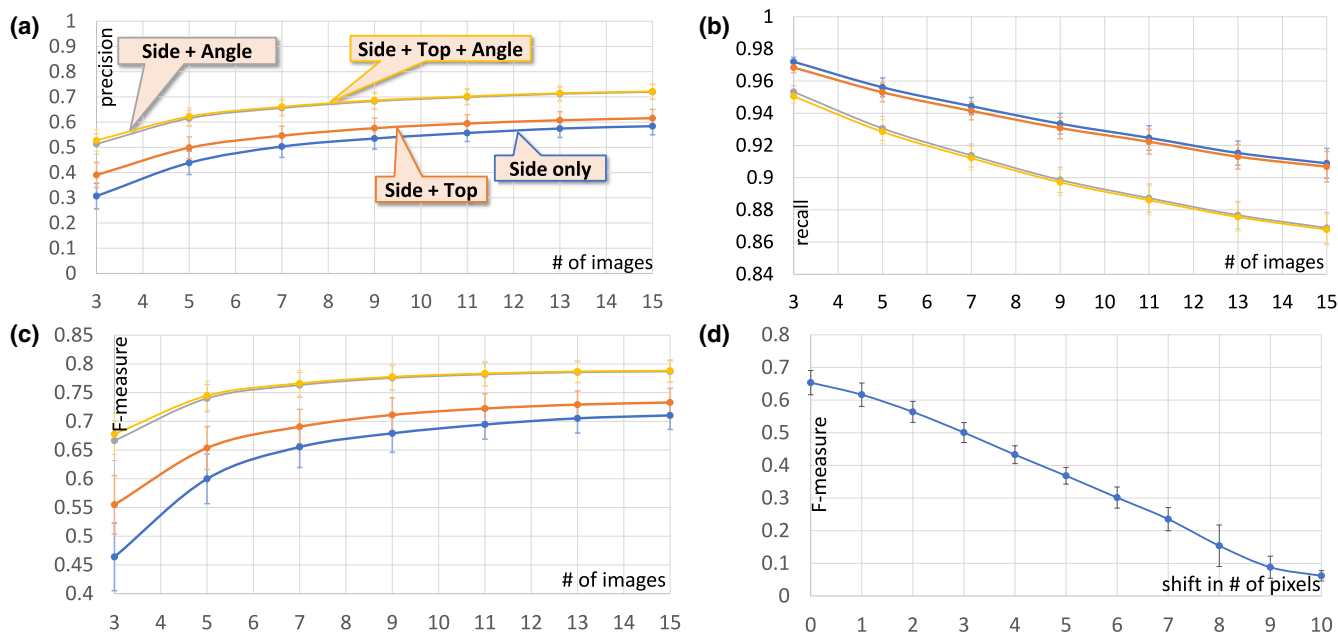 (a)
precision
1
0.9
0.8
0.7
0.6
0.5
0.4
0.3
0.2
0.1
0
Side + Angle
Side + Top + Angle
Side + Top
Side only
# of images
3 4 5 6 7 8 9 10 11 12 13 14 15
(b)
recall
1
0.98
0.96
0.94
0.92
0.9
0.88
0.86
0.84
# of images
3 4 5 6 7 8 9 10 11 12 13 14 15
(c)
F-measure
0.85
0.8
0.75
0.7
0.65
0.6
0.55
0.5
0.45
0.4
# of images
3 4 5 6 7 8 9 10 11 12 13 14 15
(d)
F-measure
0.8
0.7
0.6
0.5
0.4
0.3
0.2
0.1
0
shift in # of pixels
0 1 2 3 4 5 6 7 8 9 10